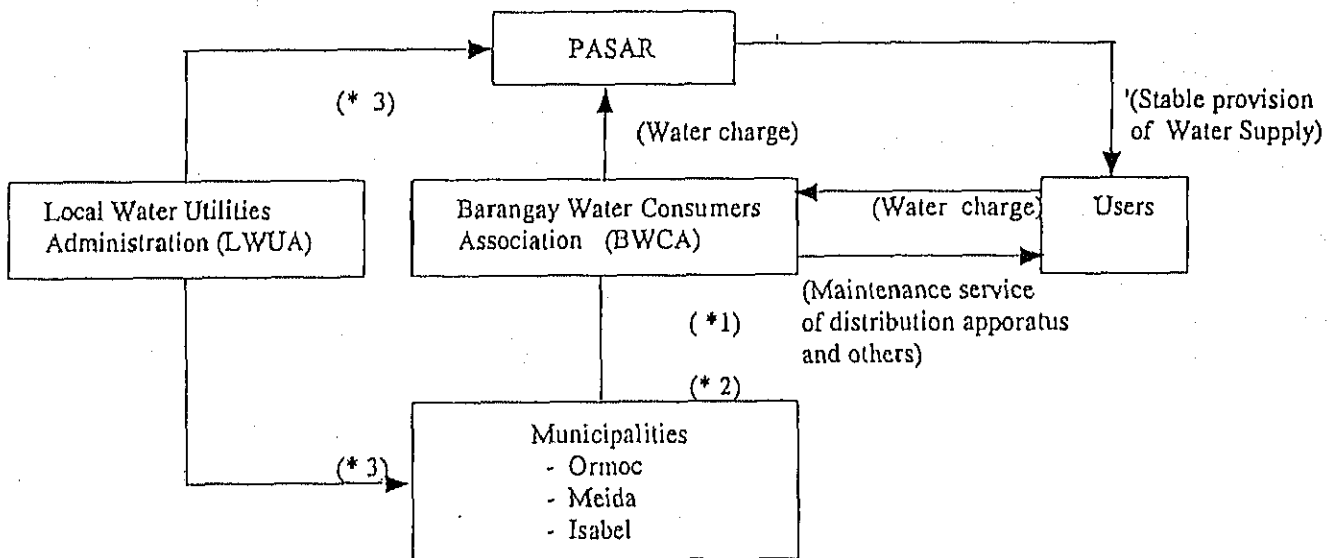 PASAR
(* 3)
(Water charge)
'(Stable provision
of Water Supply)
Local Water Utilities
Administration (LWUA)
Barangay Water Consumers
Association (BWCA)
(Water charge)
Users
(Maintenance service
of distribution apporatus
and others)
( *1)
(* 2)
Municipalities
- Ormoc
- Meida
- Isabel
(* 3)